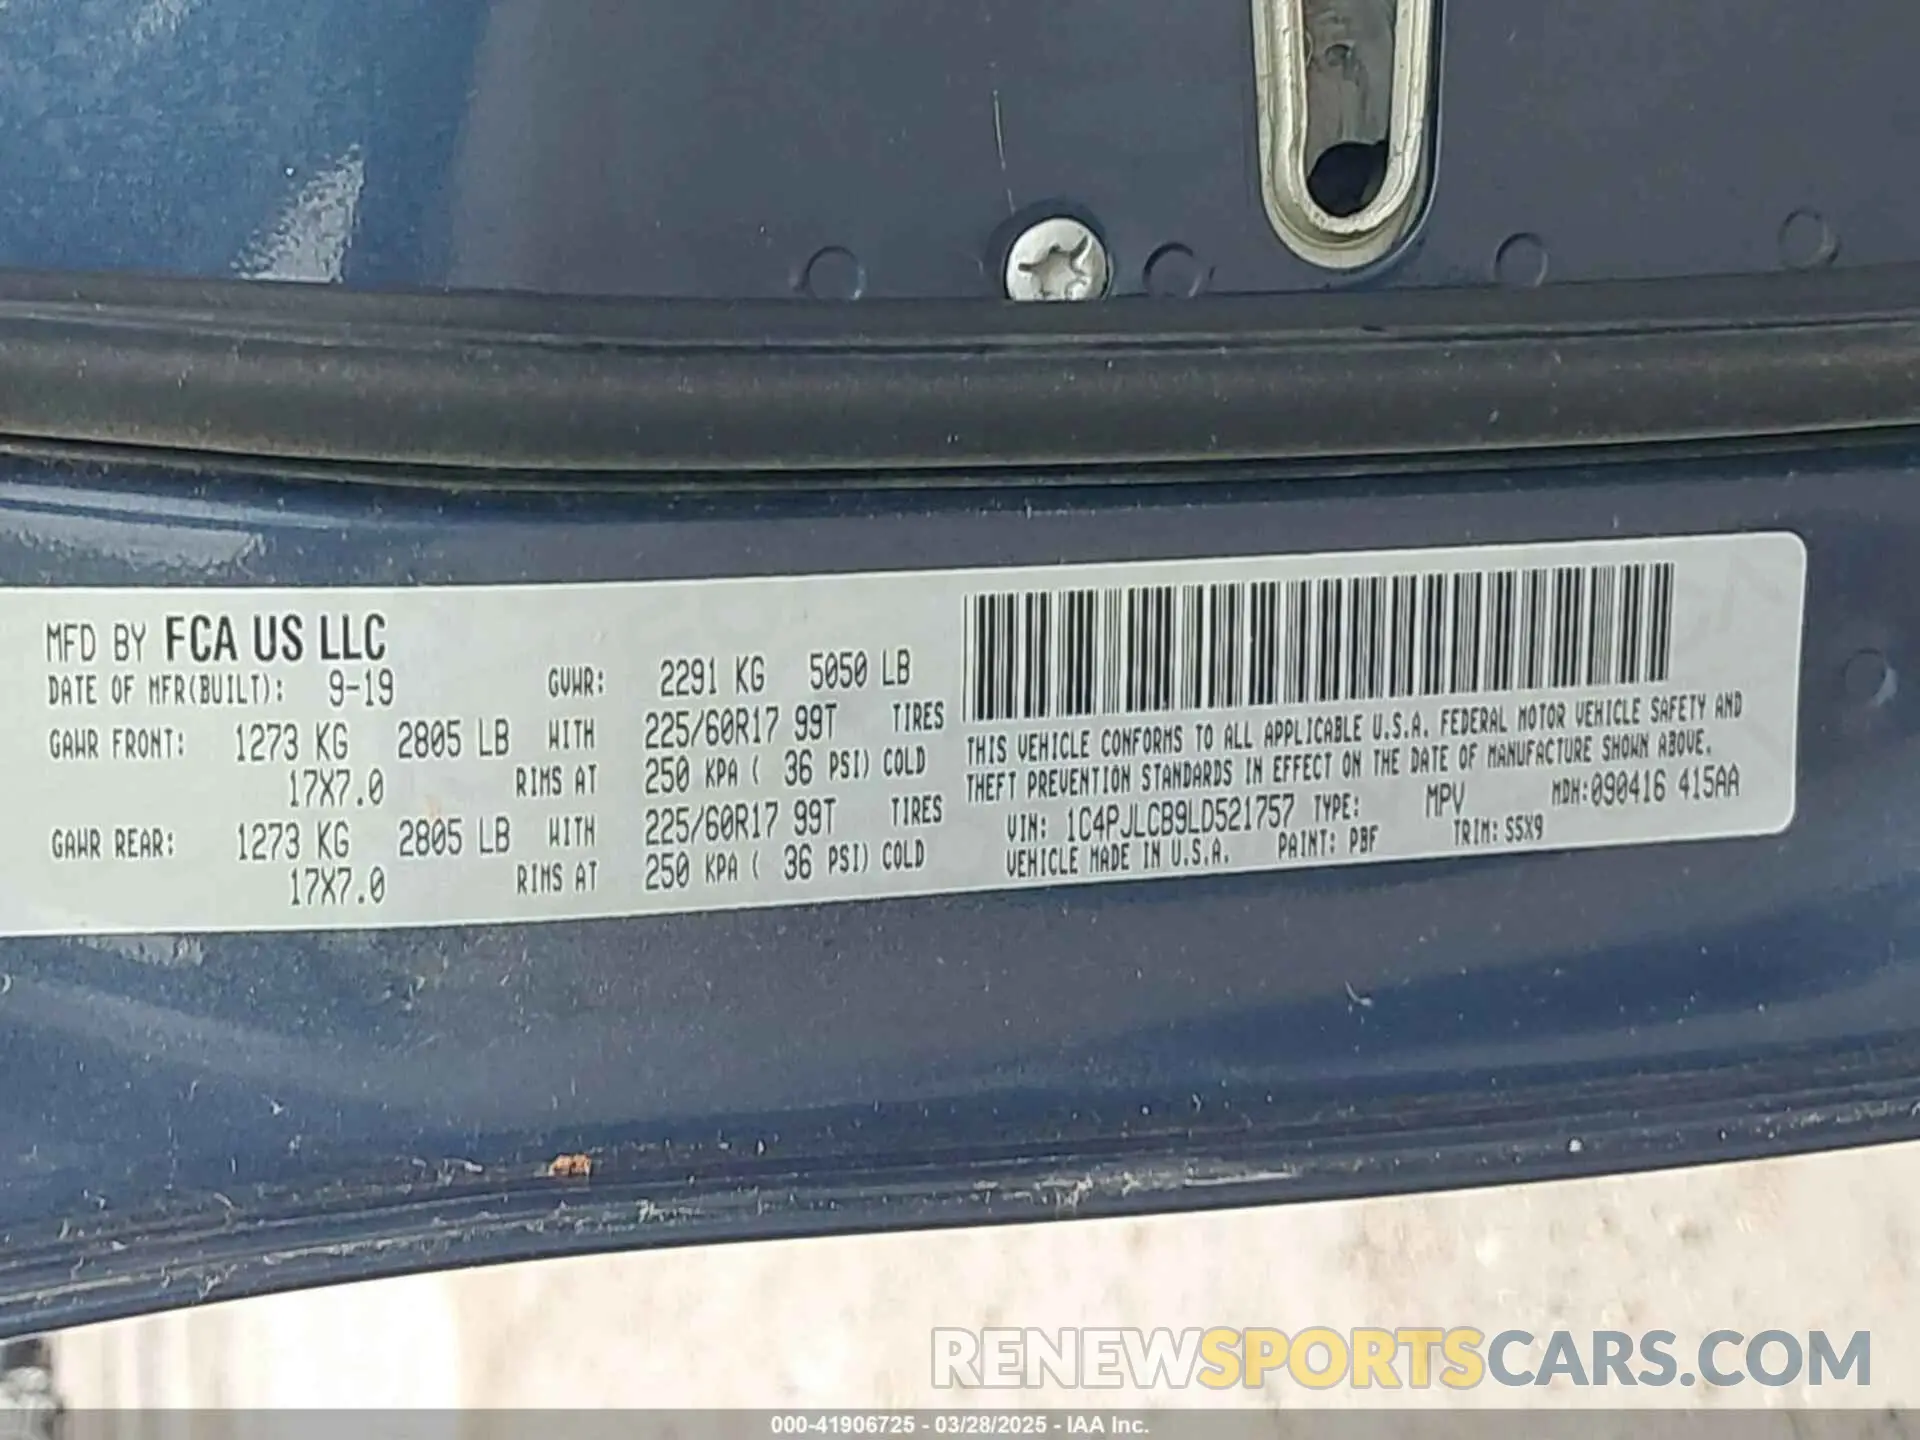 MFD BY FCA US LLC
DATE OF MFR(BUILT): 9-19 GVWR: 2291 KG 5050 LB
GAWR FRONT: 1273 KG 2805 LB WITH 225/60R17 99T TIRES
17X7.0 RIMS AT 250 KPA ( 36 PSI) COLD
GAWR REAR: 1273 KG 2805 LB WITH 225/60R17 99T TIRES
17X7.0 RIMS AT 250 KPA ( 36 PSI) COLD
THIS VEHICLE CONFORMS TO ALL APPLICABLE U.S.A. FEDERAL MOTOR VEHICLE SAFETY AND
THEFT PREVENTION STANDARDS IN EFFECT ON THE DATE OF MANUFACTURE SHOWN ABOVE.
VIN: 1C4PJLCB9LD521757 TYPE: MPV MDH:090416 415AA
VEHICLE MADE IN U.S.A. PAINT: PBF TRIM: S5X9
RENEWSPORTSCARS.COM
000-41906725 - 03/28/2025 - IAA Inc.